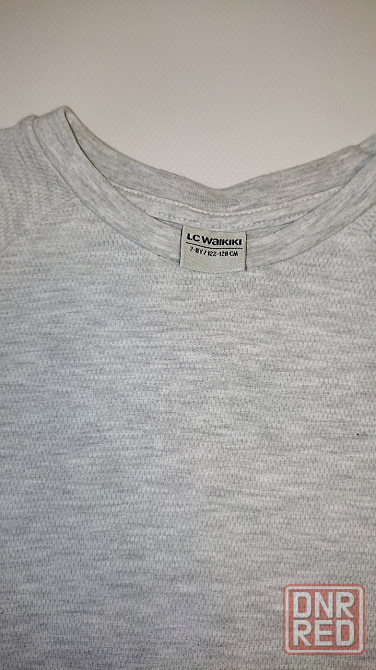 LC WAIKIKI
7-8Y / 122-128 CM
DNR
RED